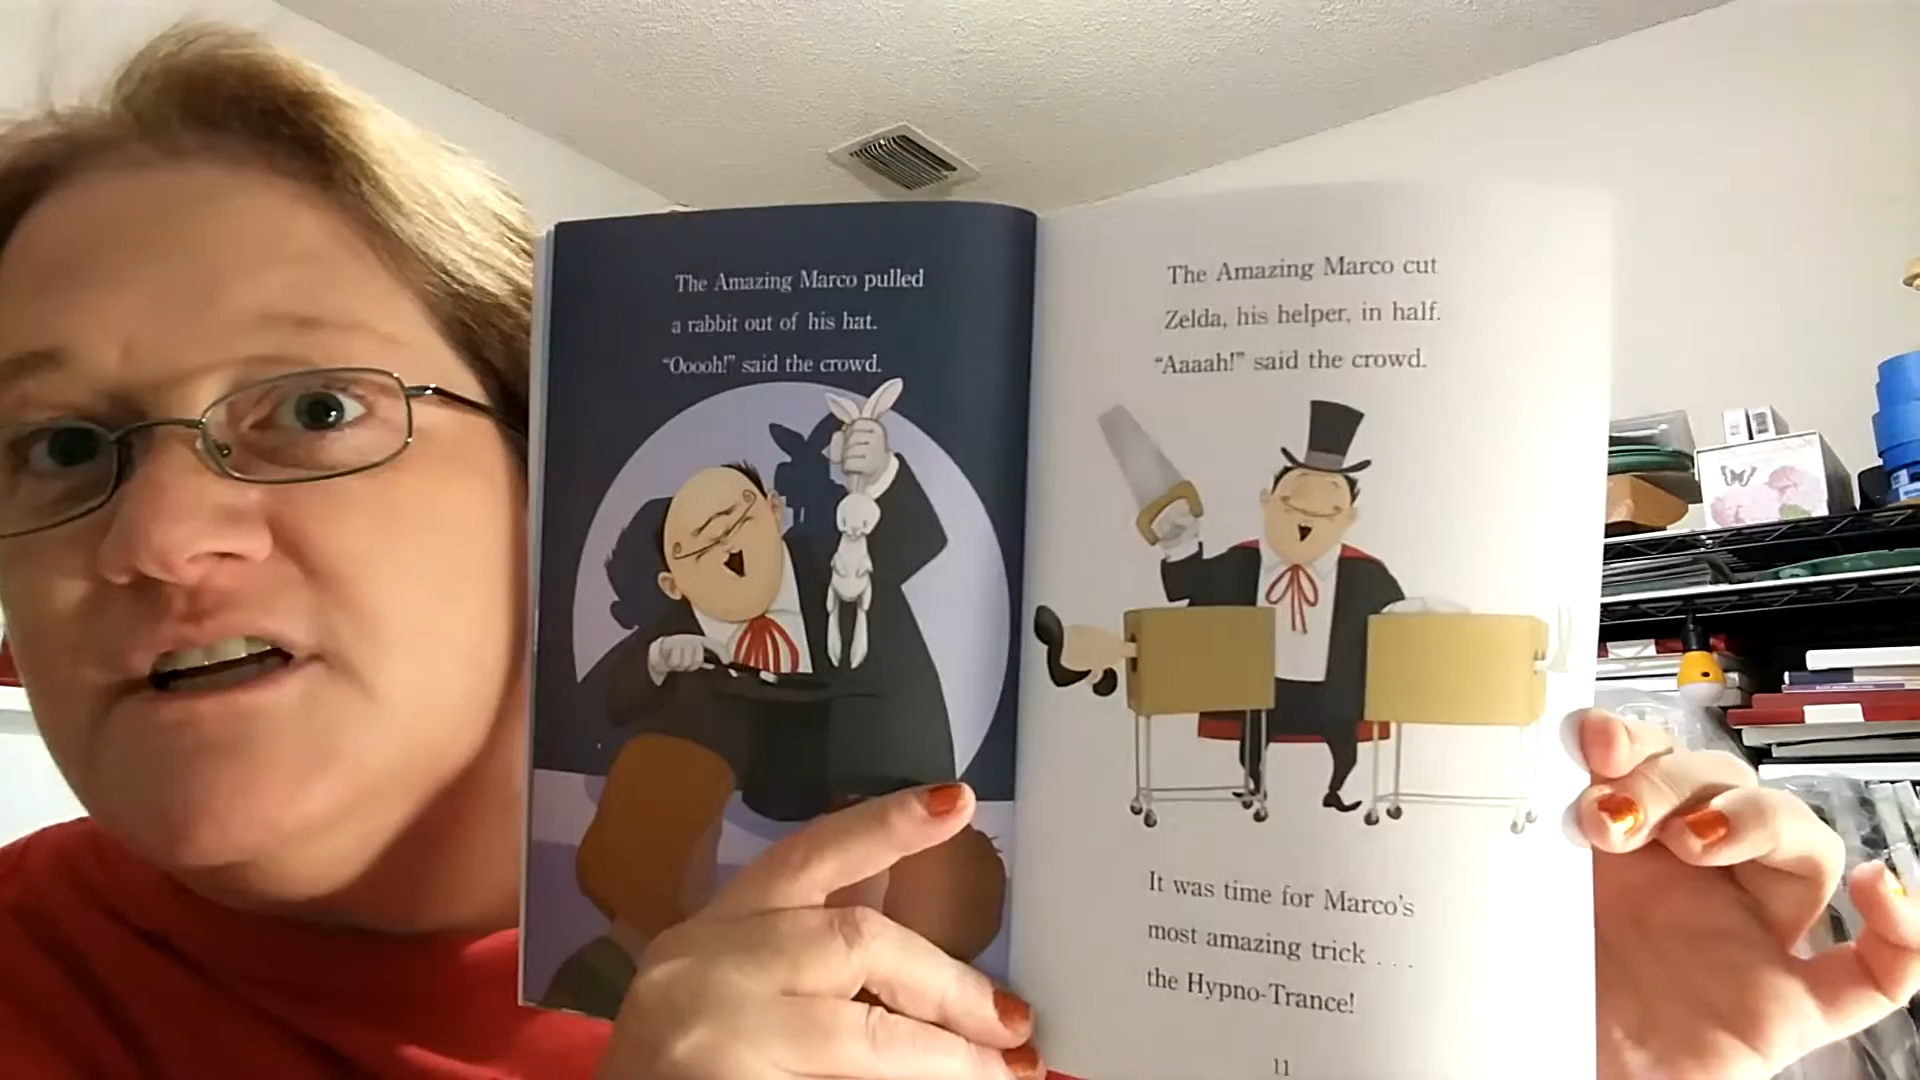 The Amazing Marco pulled
a rabbit out of his hat.
“Ooooh!” said the crowd.
The Amazing Marco cut
Zelda, his helper, in half.
“Aaaah!” said the crowd.
It was time for Marco’s
most amazing trick . . .
the Hypno-Trance!
11